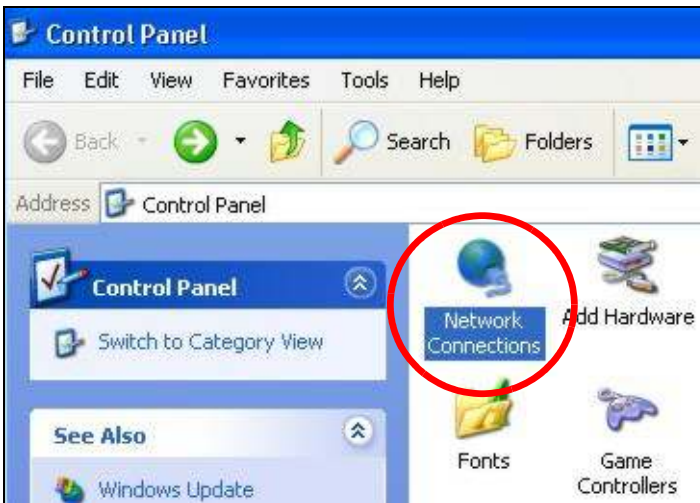 Control Panel
File Edit View Favorites Tools Help
Back Search Folders
Address Control Panel
Control Panel
Switch to Category View
See Also
Windows Update
Network
Connections
Add Hardware
Fonts
Game
Controllers